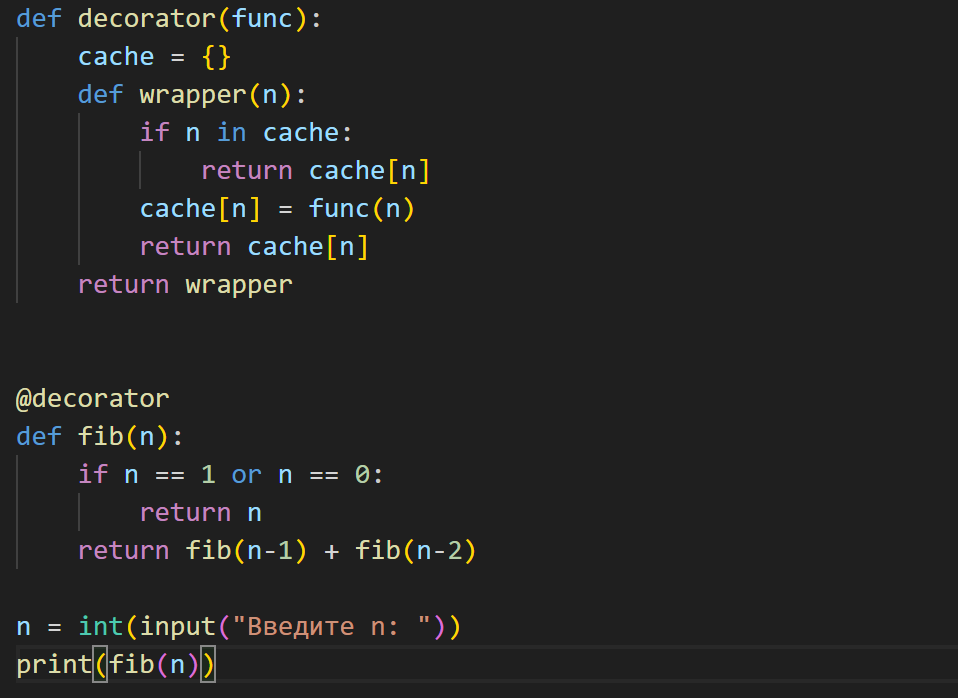 def decorator(func):
    cache = {}
    def wrapper(n):
        if n in cache:
            return cache[n]
        cache[n] = func(n)
        return cache[n]
    return wrapper
@decorator
def fib(n):
    if n == 1 or n == 0:
        return n
    return fib(n-1) + fib(n-2)
n = int(input("Введите n: "))
print(fib(n))